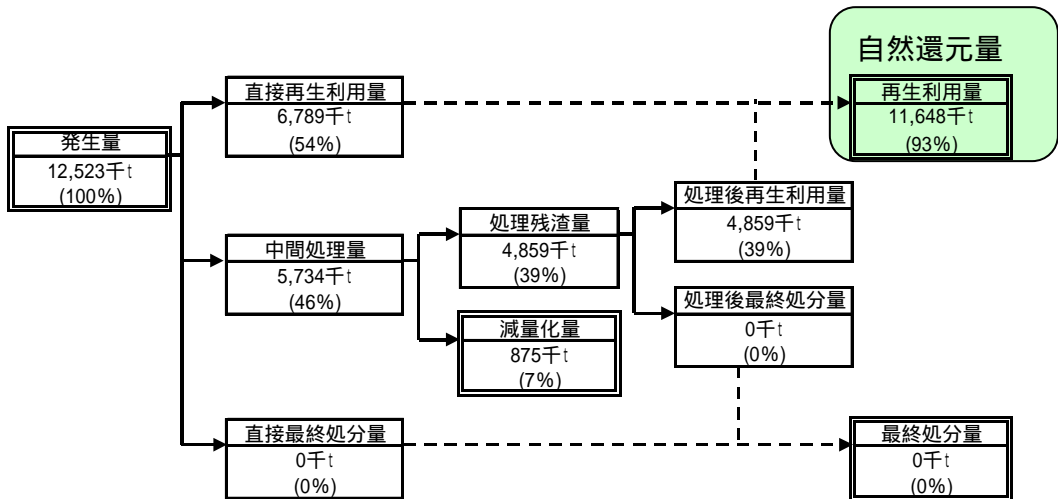 自然還元量
直接再生利用量
6,789千t
(54%)
再生利用量
11,648千t
(93%)
発生量
12,523千t
(100%)
処理後再生利用量
4,859千t
(39%)
処理残渣量
4,859千t
(39%)
中間処理量
5,734千t
(46%)
処理後最終処分量
0千t
(0%)
減量化量
875千t
(7%)
直接最終処分量
0千t
(0%)
最終処分量
0千t
(0%)